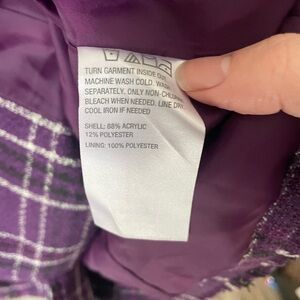 TURN GARMENT INSIDE OUT.
MACHINE WASH COLD. WASH
SEPARATELY. ONLY NON-CHLOR
BLEACH WHEN NEEDED. LINE DRY.
COOL IRON IF NEEDED
SHELL: 88% ACRYLIC
12% POLYESTER
LINING: 100% POLYESTER